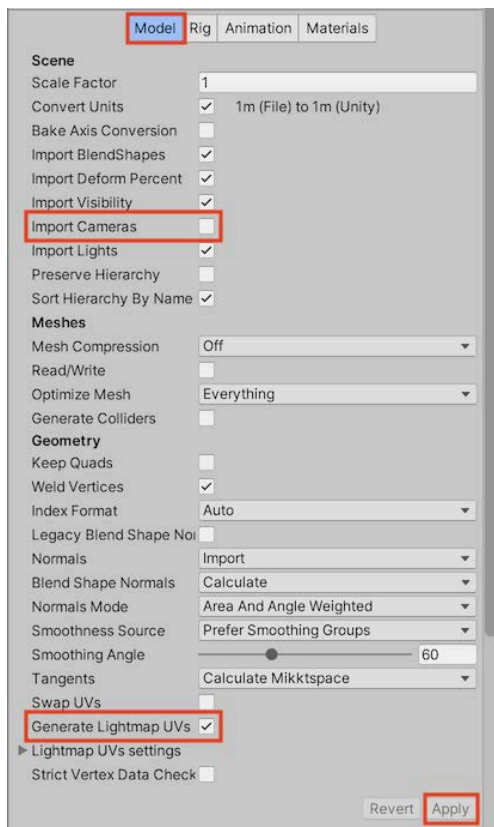 Model Rig Animation Materials
Scene
Scale Factor 1
Convert Units 1m (File) to 1m (Unity)
Bake Axis Conversion
Import BlendShapes
Import Deform Percent
Import Visibility
Import Cameras
Import Lights
Preserve Hierarchy
Sort Hierarchy By Name
Meshes
Mesh Compression Off
Read/Write
Optimize Mesh Everything
Generate Colliders
Geometry
Keep Quads
Weld Vertices
Index Format Auto
Legacy Blend Shape Nor
Normals Import
Blend Shape Normals Calculate
Normals Mode Area And Angle Weighted
Smoothness Source Prefer Smoothing Groups
Smoothing Angle 60
Tangents Calculate Mikktspace
Swap UVs
Generate Lightmap UVs
Lightmap UVs settings
Strict Vertex Data Check
Revert Apply